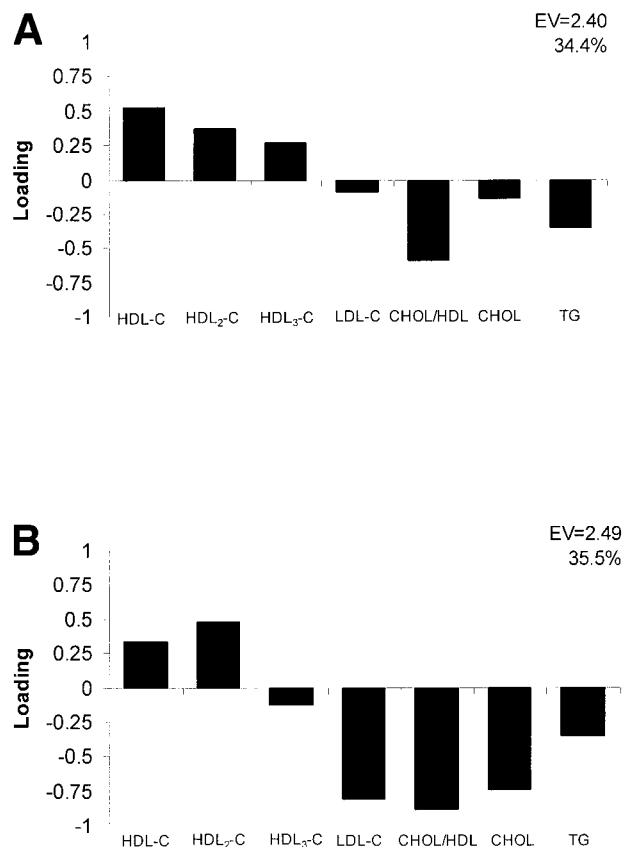 A
EV=2.40
34.4%
1
0.75
0.5
0.25
0
-0.25
-0.5
-0.75
-1
Loading
HDL-C HDL₂-C HDL₃-C LDL-C CHOL/HDL CHOL TG
B
EV=2.49
35.5%
1
0.75
0.5
0.25
0
-0.25
-0.5
-0.75
-1
Loading
HDL-C HDL₂-C HDL₃-C LDL-C CHOL/HDL CHOL TG